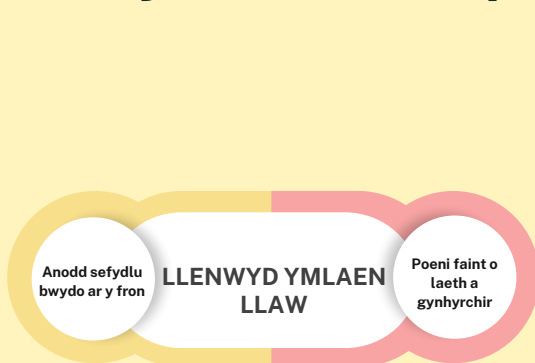 Anodd sefydlu
bwydo ar y fron
LLENWYD YMLAEN
LLAW
Poeni faint o
laeth a
gynhyrchir